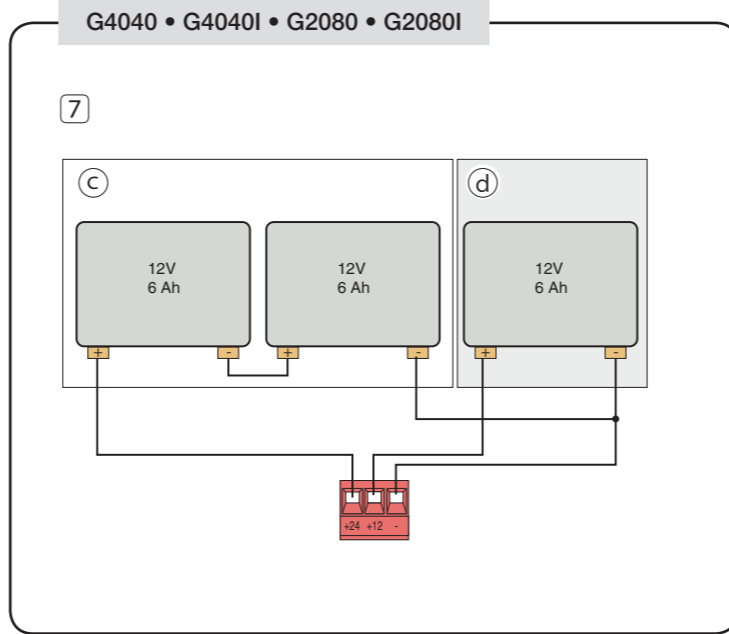 G4040 • G4040I • G2080 • G2080I
7
c
d
12V
6 Ah
12V
6 Ah
12V
6 Ah
+ - + - + -
+24 +12 -